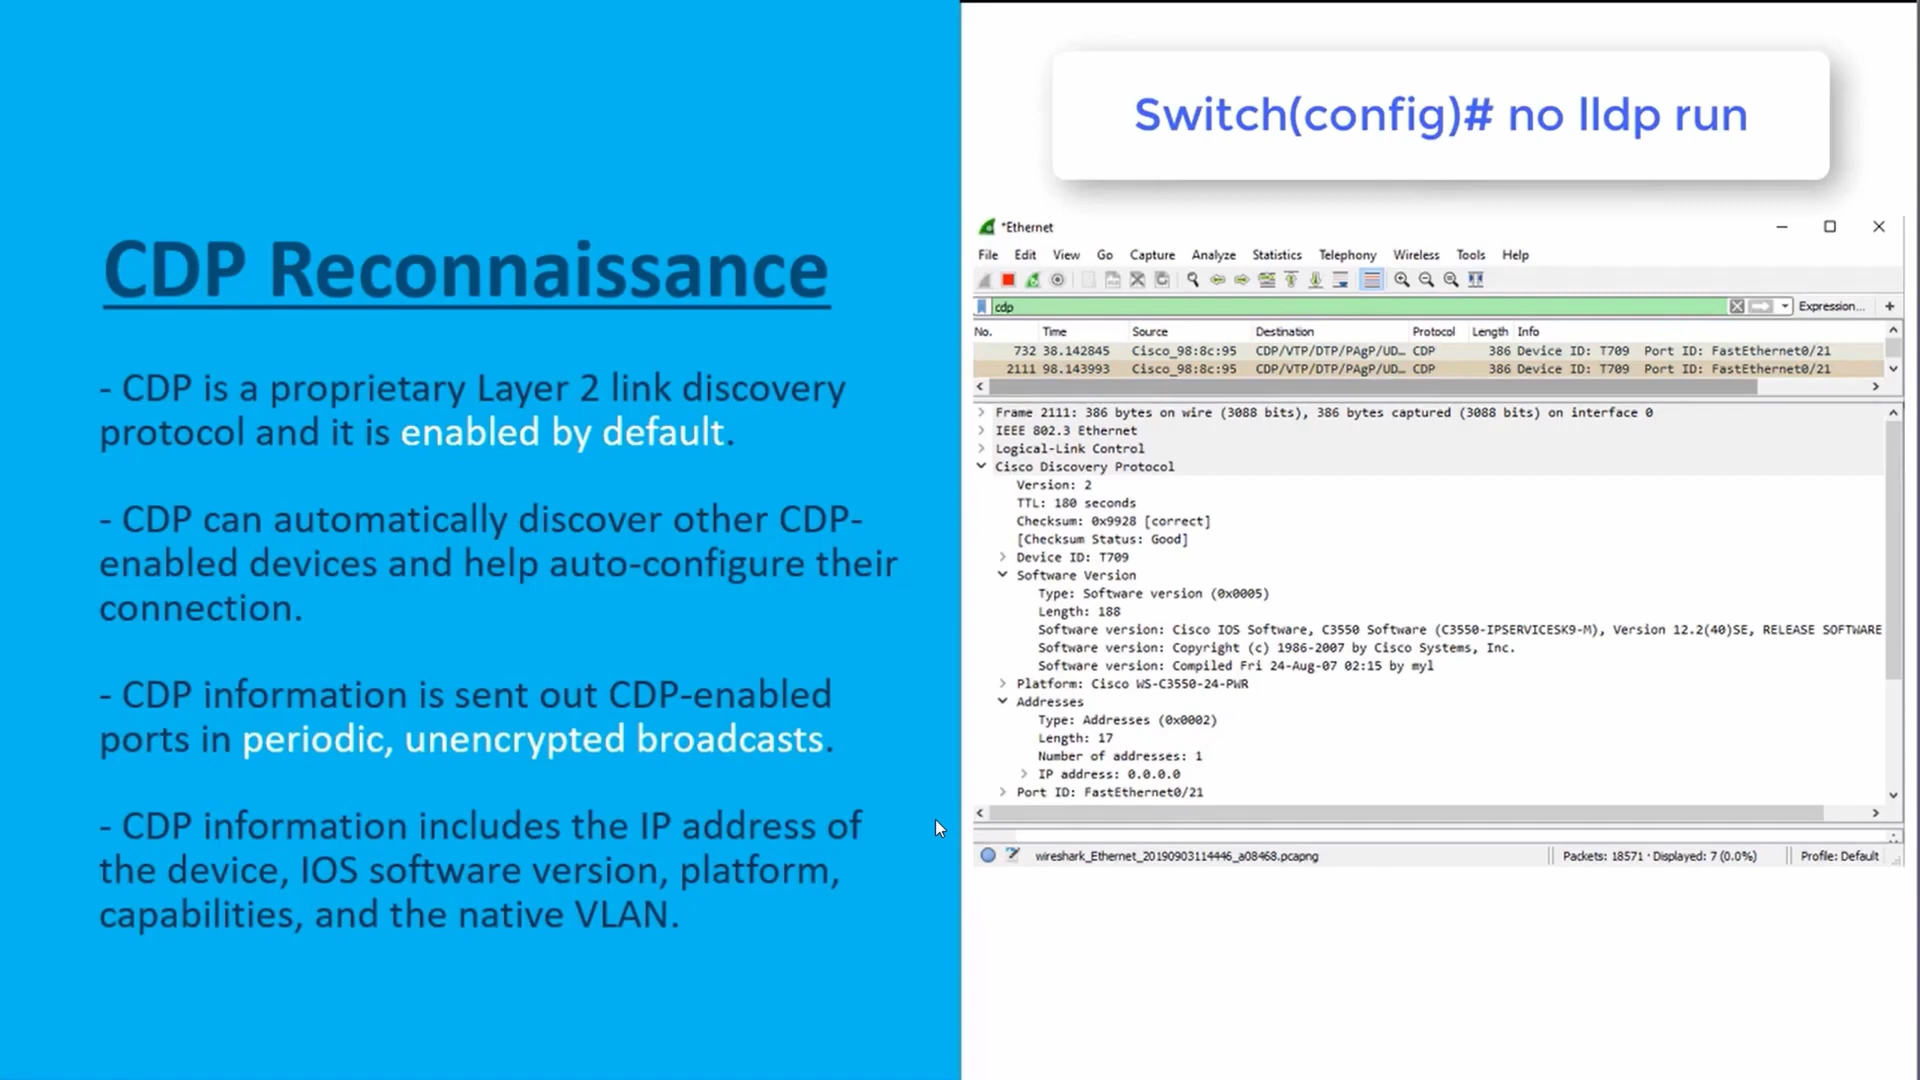 CDP Reconnaissance
- CDP is a proprietary Layer 2 link discovery
protocol and it is enabled by default.
- CDP can automatically discover other CDP-
enabled devices and help auto-configure their
connection.
- CDP information is sent out CDP-enabled
ports in periodic, unencrypted broadcasts.
- CDP information includes the IP address of
the device, IOS software version, platform,
capabilities, and the native VLAN.
Switch(config)# no lldp run
*Ethernet
File Edit View Go Capture Analyze Statistics Telephony Wireless Tools Help
cdp Expression... +
No. Time Source Destination Protocol Length Info
732 38.142845 Cisco_98:8c:95 CDP/VTP/DTP/PAgP/UD… CDP 386 Device ID: T709 Port ID: FastEthernet0/21
2111 98.143993 Cisco_98:8c:95 CDP/VTP/DTP/PAgP/UD… CDP 386 Device ID: T709 Port ID: FastEthernet0/21
Frame 2111: 386 bytes on wire (3088 bits), 386 bytes captured (3088 bits) on interface 0
IEEE 802.3 Ethernet
Logical-Link Control
Cisco Discovery Protocol
Version: 2
TTL: 180 seconds
Checksum: 0x9928 [correct]
[Checksum Status: Good]
Device ID: T709
Software Version
Type: Software version (0x0005)
Length: 188
Software version: Cisco IOS Software, C3550 Software (C3550-IPSERVICESK9-M), Version 12.2(40)SE, RELEASE SOFTWARE
Software version: Copyright (c) 1986-2007 by Cisco Systems, Inc.
Software version: Compiled Fri 24-Aug-07 02:15 by myl
Platform: Cisco WS-C3550-24-PWR
Addresses
Type: Addresses (0x0002)
Length: 17
Number of addresses: 1
IP address: 0.0.0.0
Port ID: FastEthernet0/21
wireshark_Ethernet_20190903114446_a08468.pcapng Packets: 18571 · Displayed: 7 (0.0%) Profile: Default